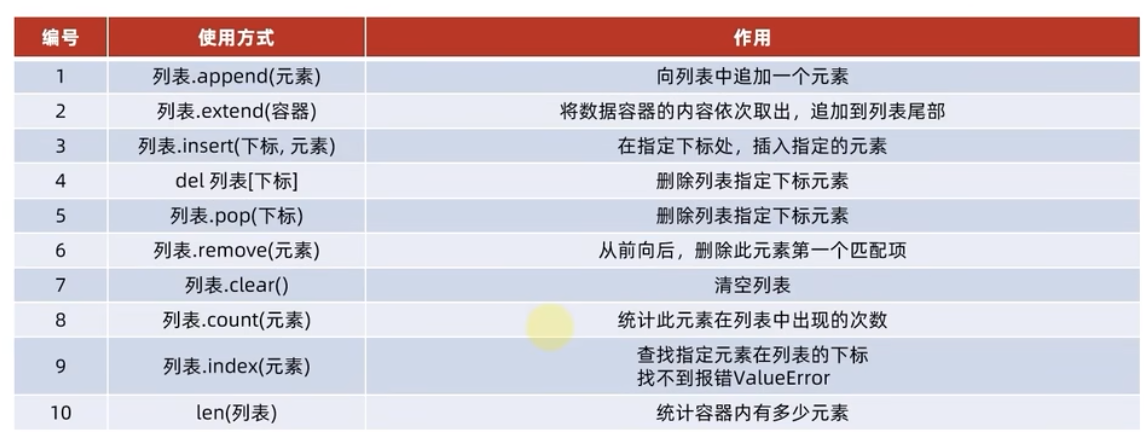 编号 使用方式 作用
1 列表.append(元素) 向列表中追加一个元素
2 列表.extend(容器) 将数据容器的内容依次取出，追加到列表尾部
3 列表.insert(下标, 元素) 在指定下标处，插入指定的元素
4 del 列表[下标] 删除列表指定下标元素
5 列表.pop(下标) 删除列表指定下标元素
6 列表.remove(元素) 从前向后，删除此元素第一个匹配项
7 列表.clear() 清空列表
8 列表.count(元素) 统计此元素在列表中出现的次数
9 列表.index(元素) 查找指定元素在列表的下标
找不到报错ValueError
10 len(列表) 统计容器内有多少元素